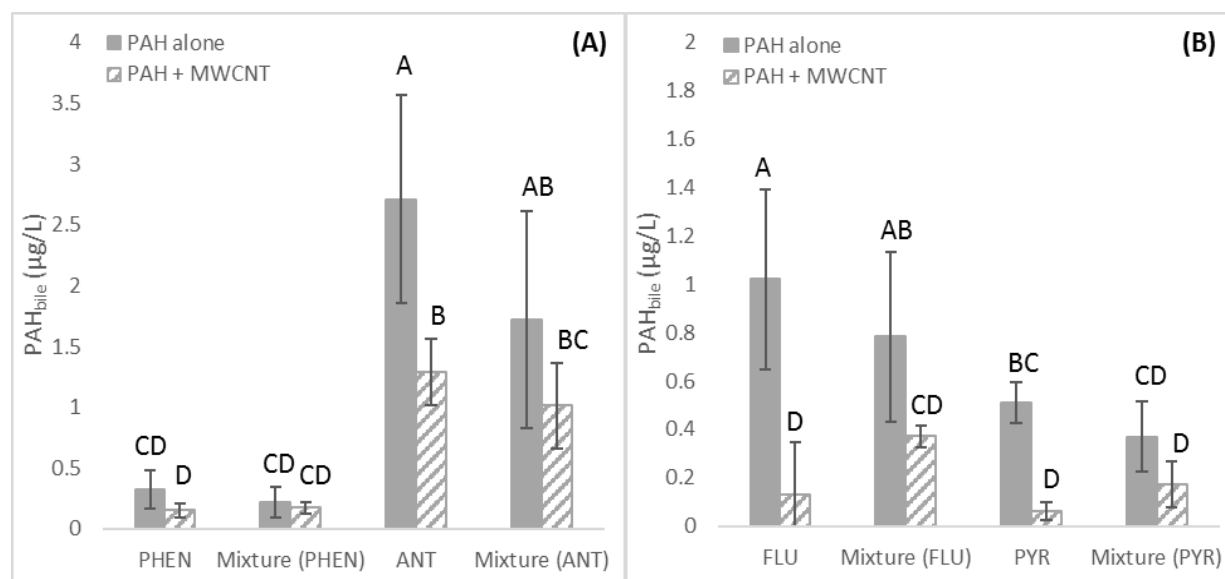 (A)
PAH alone
PAH + MWCNT
PAHbile (µg/L)
4
3.5
3
2.5
2
1.5
1
0.5
0
CD
D
CD
CD
A
B
AB
BC
PHEN
Mixture (PHEN)
ANT
Mixture (ANT)
(B)
PAH alone
PAH + MWCNT
PAHbile (µg/L)
2
1.8
1.6
1.4
1.2
1
0.8
0.6
0.4
0.2
0
A
D
AB
CD
BC
D
CD
D
FLU
Mixture (FLU)
PYR
Mixture (PYR)